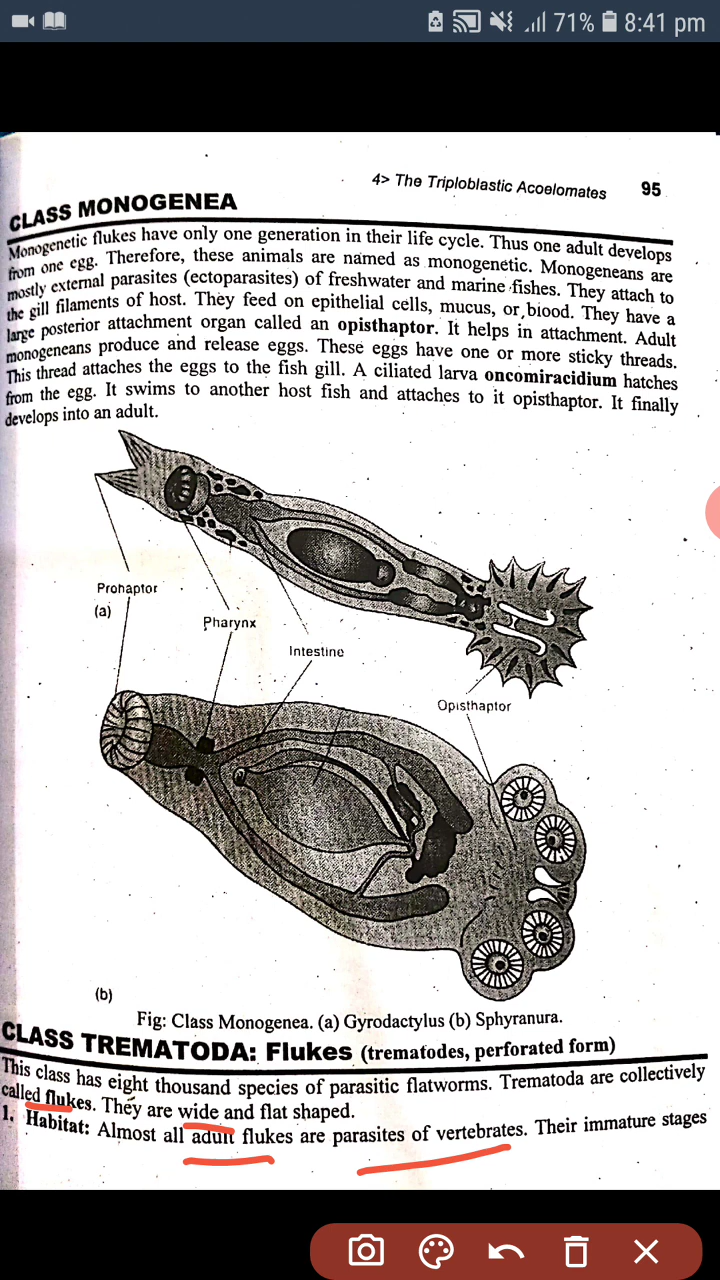 71% 8:41 pm
4> The Triploblastic Acoelomates 95
CLASS MONOGENEA
Monogenetic flukes have only one generation in their life cycle. Thus one adult develops
from one egg. Therefore, these animals are named as monogenetic. Monogeneans are
mostly external parasites (ectoparasites) of freshwater and marine fishes. They attach to
the gill filaments of host. They feed on epithelial cells, mucus, or blood. They have a
large posterior attachment organ called an opisthaptor. It helps in attachment. Adult
monogeneans produce and release eggs. These eggs have one or more sticky threads.
This thread attaches the eggs to the fish gill. A ciliated larva oncomiracidium hatches
from the egg. It swims to another host fish and attaches to it opisthaptor. It finally
develops into an adult.
Prohaptor
(a)
Pharynx
Intestine
Opisthaptor
(b)
Fig: Class Monogenea. (a) Gyrodactylus (b) Sphyranura.
CLASS TREMATODA: Flukes (trematodes, perforated form)
This class has eight thousand species of parasitic flatworms. Trematoda are collectively
called flukes. They are wide and flat shaped.
1. Habitat: Almost all adult flukes are parasites of vertebrates. Their immature stages